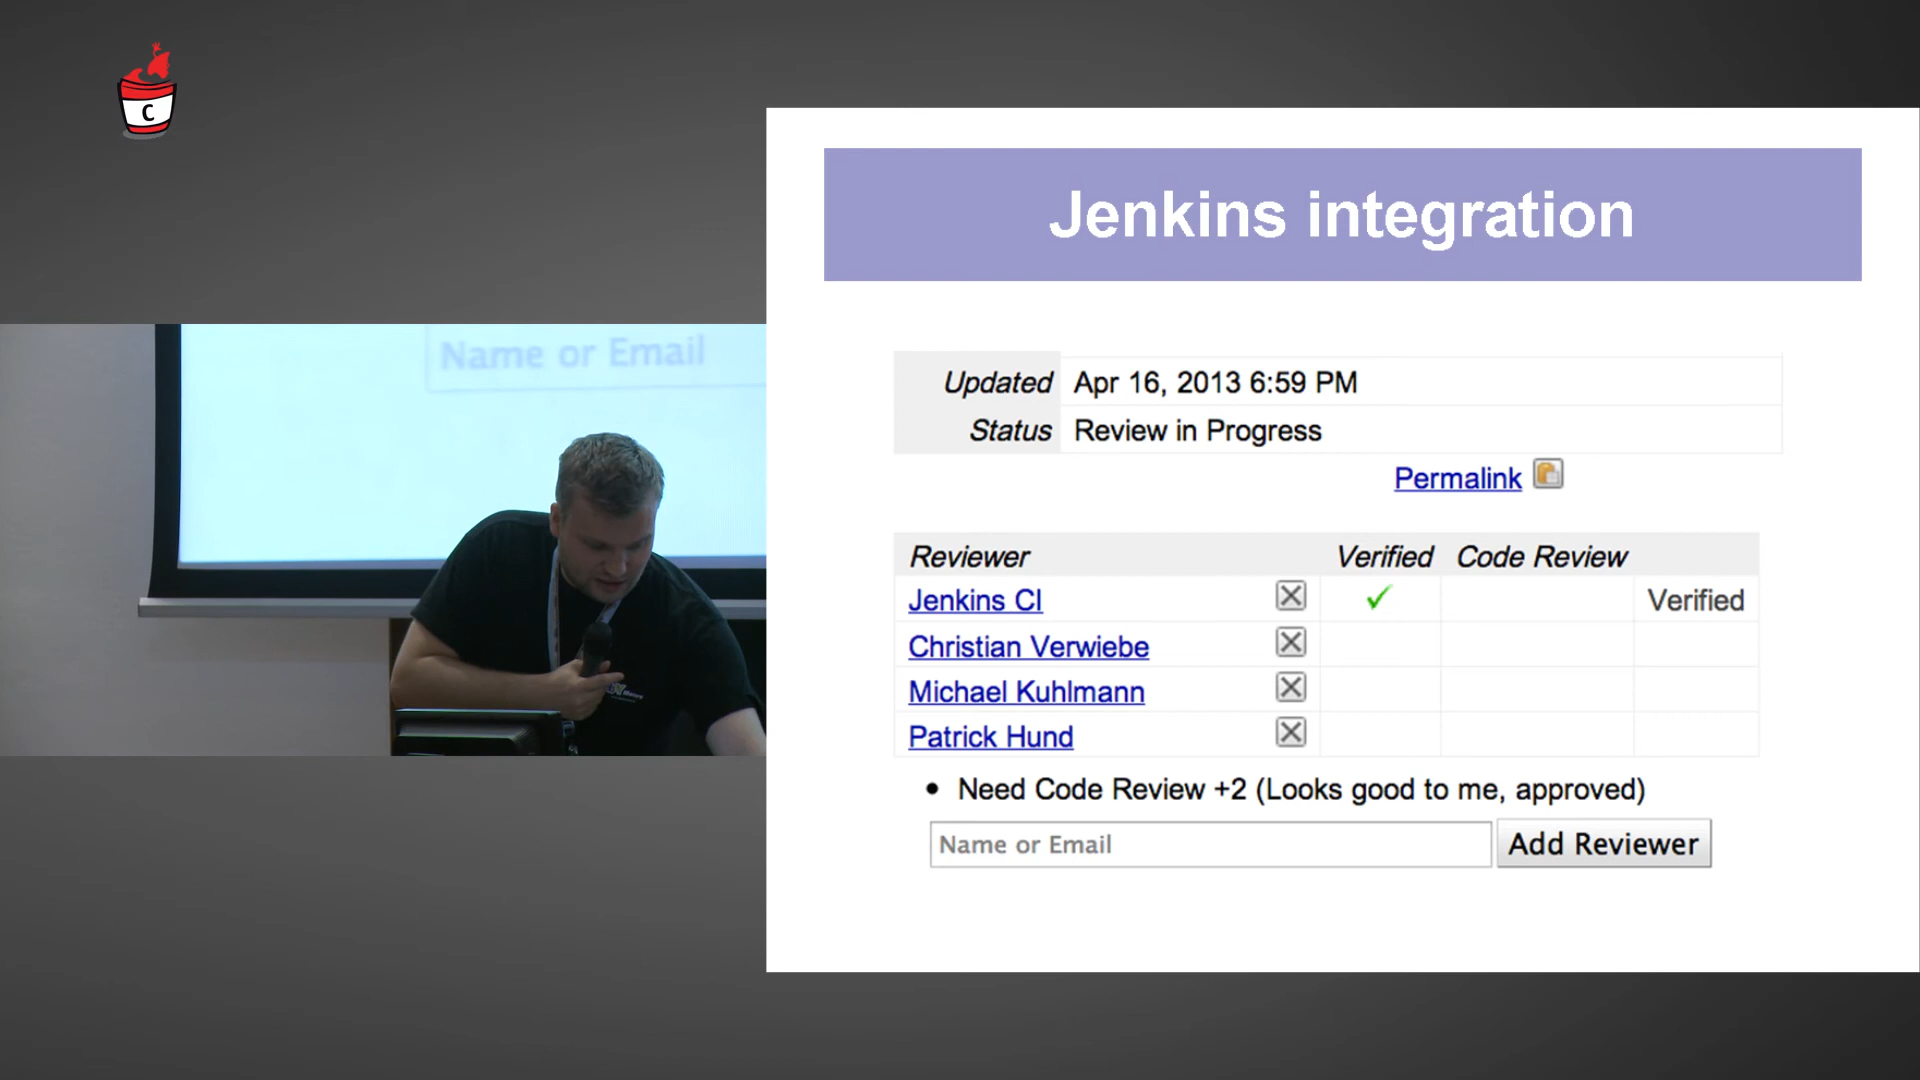 C
Jenkins integration
Name or Email
Updated Apr 16, 2013 6:59 PM
Status Review in Progress
Permalink
Reviewer Verified Code Review
Jenkins CI Verified
Christian Verwiebe
Michael Kuhlmann
Patrick Hund
Need Code Review +2 (Looks good to me, approved)
Name or Email Add Reviewer